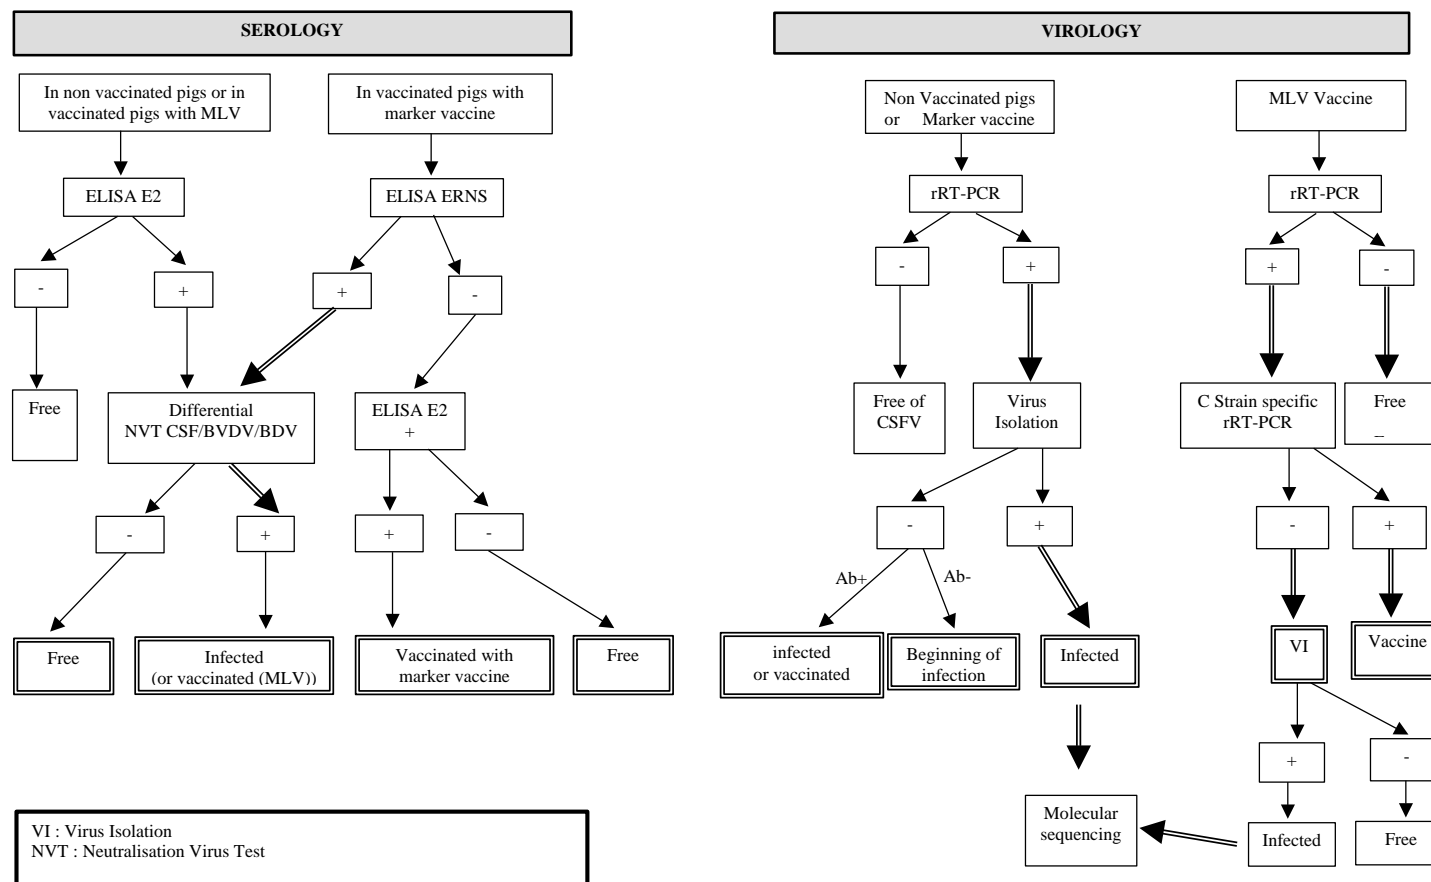 SEROLOGY
In non vaccinated pigs or in
vaccinated pigs with MLV
In vaccinated pigs with
marker vaccine
ELISA E2
ELISA ERNS
-
+
+
-
Free
Differential
NVT CSF/BVDV/BDV
ELISA E2
+
-
+
+
-
Free
Infected
(or vaccinated (MLV))
Vaccinated with
marker vaccine
Free
VI : Virus Isolation
NVT : Neutralisation Virus Test
VIROLOGY
Non Vaccinated pigs
or Marker vaccine
MLV Vaccine
rRT-PCR
rRT-PCR
-
+
+
-
Free of
CSFV
Virus
Isolation
C Strain specific
rRT-PCR
Free
–
-
+
-
+
Ab+
Ab-
infected
or vaccinated
Beginning of
infection
Infected
VI
Vaccine
+
-
Molecular
sequencing
Infected
Free